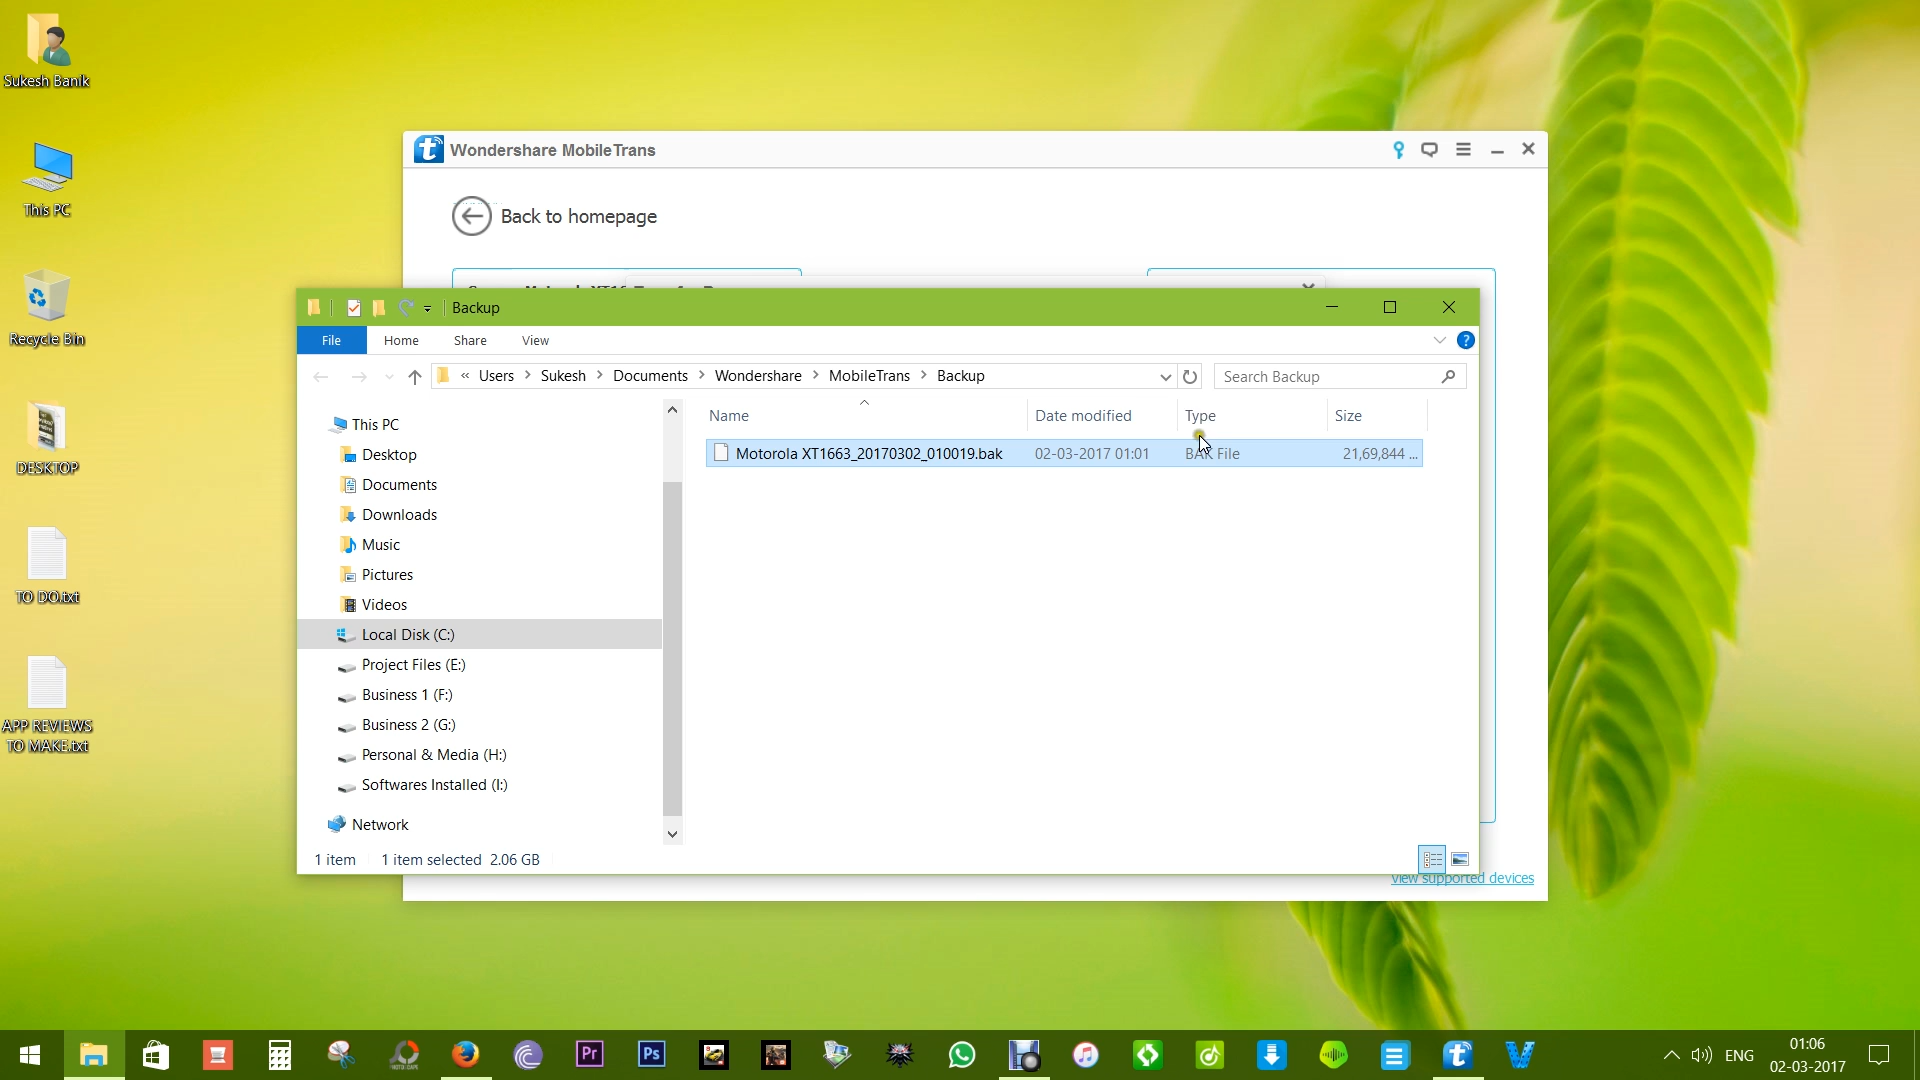 Sukesh Banik
This PC
Recycle Bin
DESKTOP
TO DO.txt
APP REVIEWS
TO MAKE.txt
Wondershare MobileTrans
Back to homepage
Backup
File Home Share View
« Users > Sukesh > Documents > Wondershare > MobileTrans > Backup
Search Backup
Name Date modified Type Size
Motorola XT1663_20170302_010019.bak 02-03-2017 01:01 BAK File 21,69,844 ...
This PC
Desktop
Documents
Downloads
Music
Pictures
Videos
Local Disk (C:)
Project Files (E:)
Business 1 (F:)
Business 2 (G:)
Personal & Media (H:)
Softwares Installed (I:)
Network
1 item 1 item selected 2.06 GB
view supported devices
Pr
Ps
ENG
01:06
02-03-2017